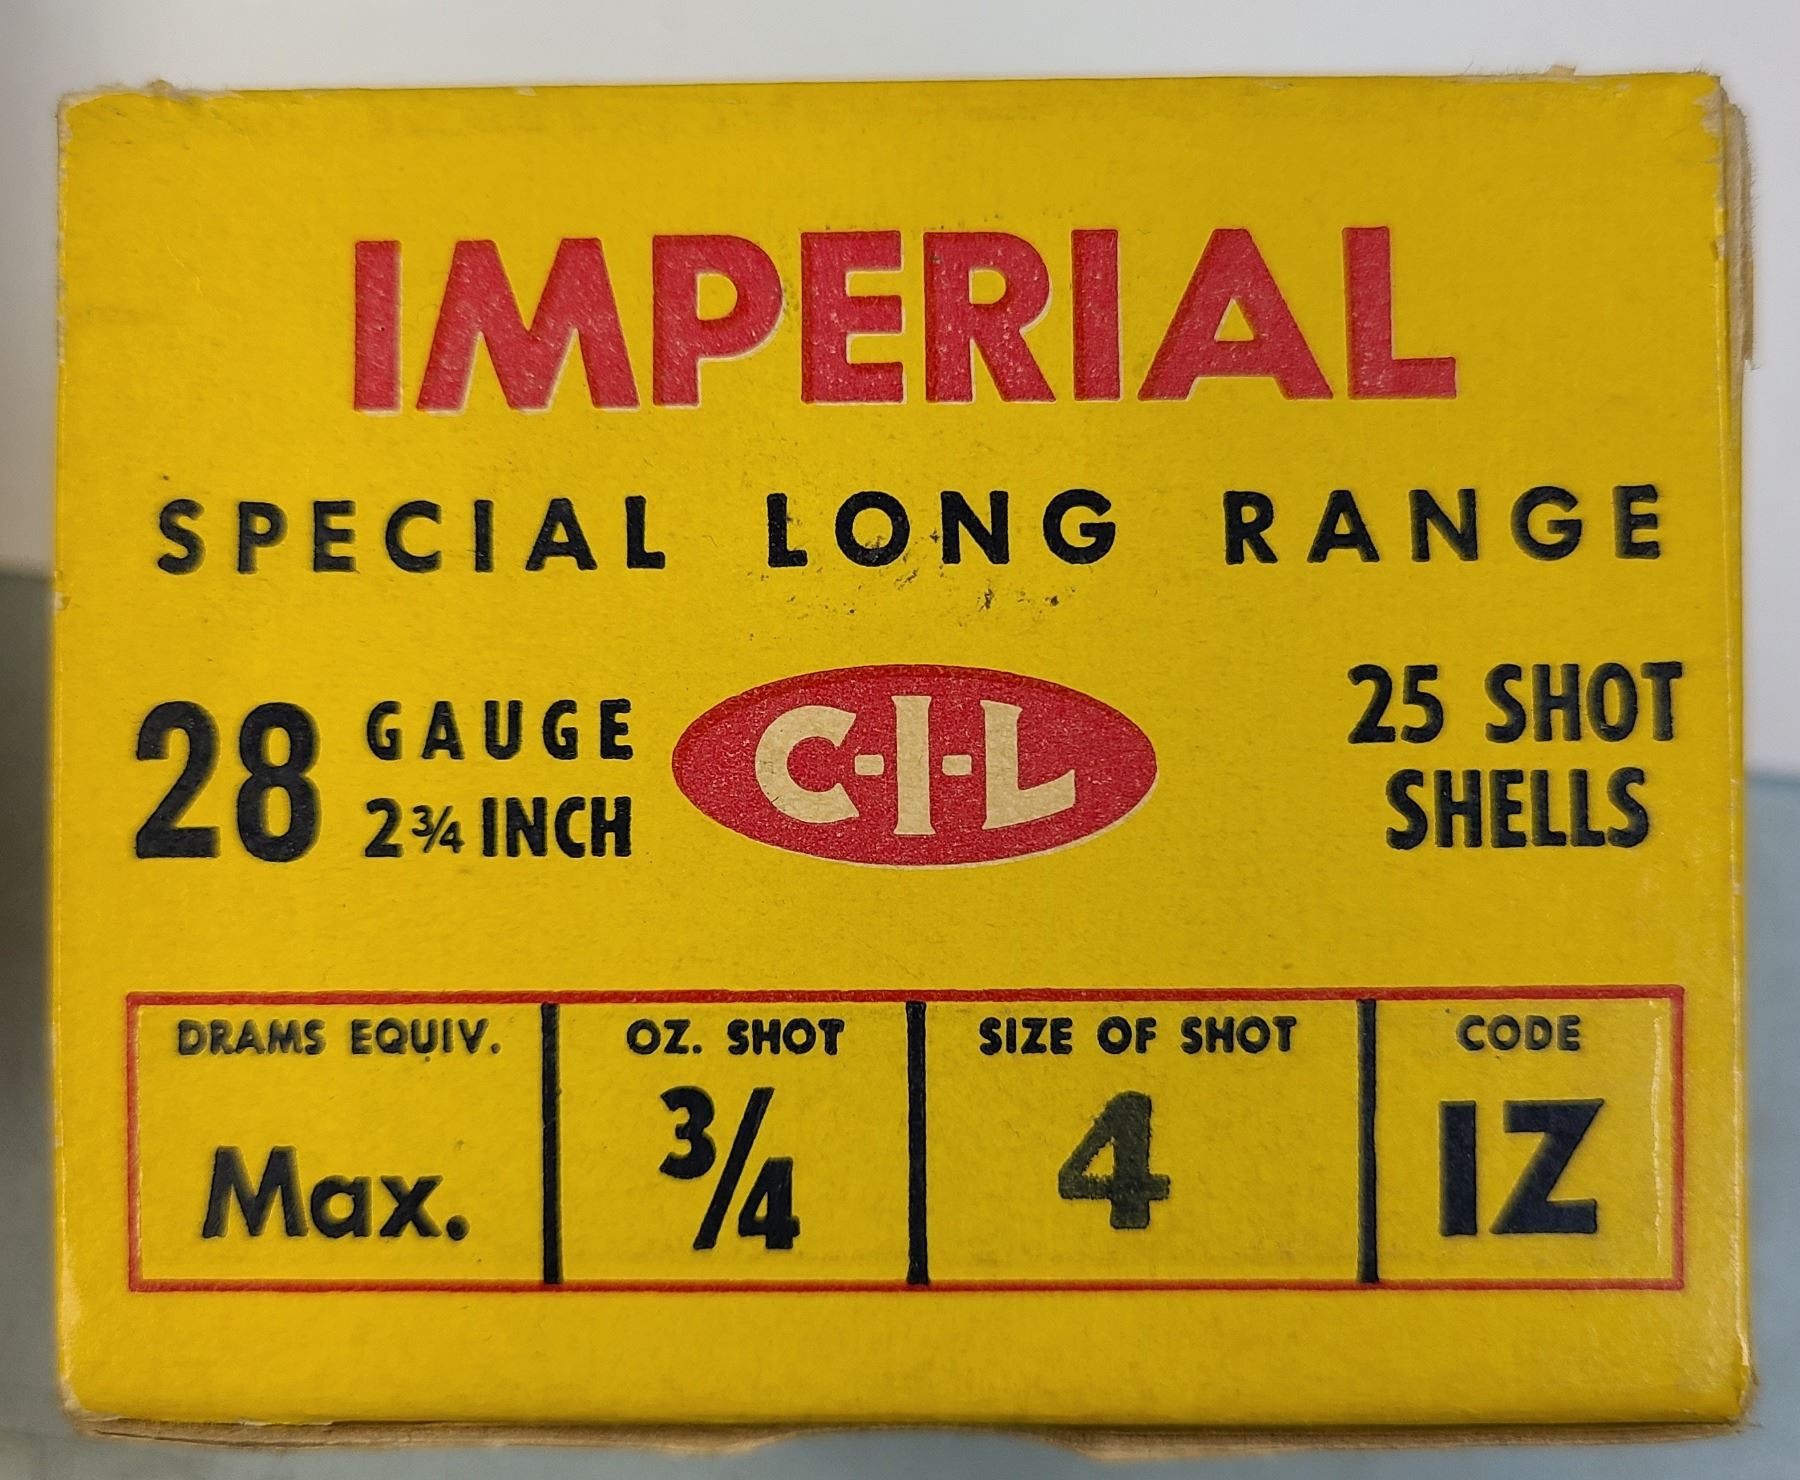 IMPERIAL
SPECIAL LONG RANGE
28 GAUGE
2 3/4 INCH
C-I-L
25 SHOT
SHELLS
DRAMS EQUIV.
Max.
OZ. SHOT
3/4
SIZE OF SHOT
4
CODE
IZ